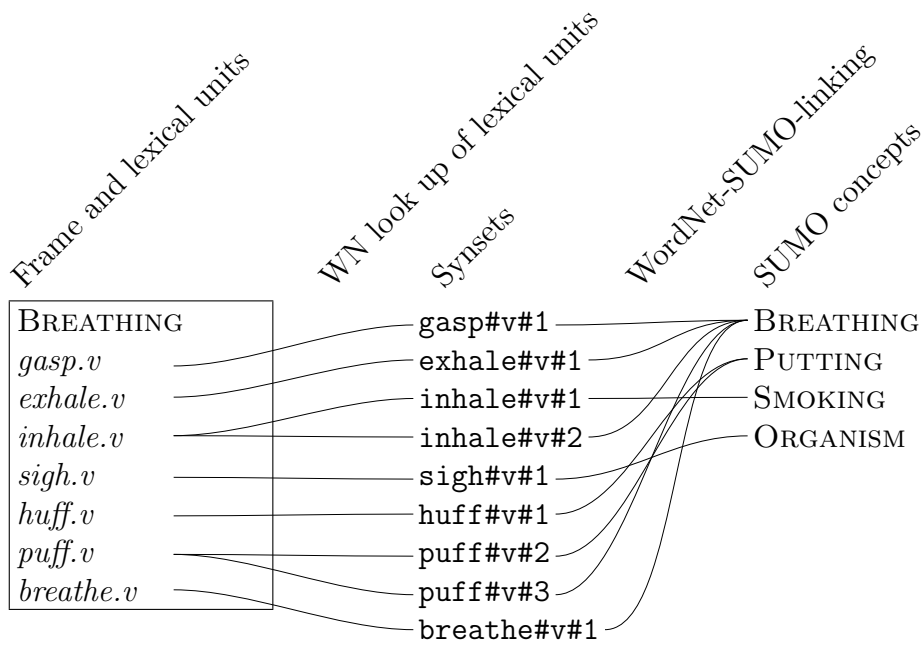 Frame and lexical units
WN look up of lexical units
Synsets
WordNet-SUMO-linking
SUMO concepts
BREATHING
gasp.v
exhale.v
inhale.v
sigh.v
huff.v
puff.v
breathe.v
gasp#v#1
exhale#v#1
inhale#v#1
inhale#v#2
sigh#v#1
huff#v#1
puff#v#2
puff#v#3
breathe#v#1
BREATHING
PUTTING
SMOKING
ORGANISM